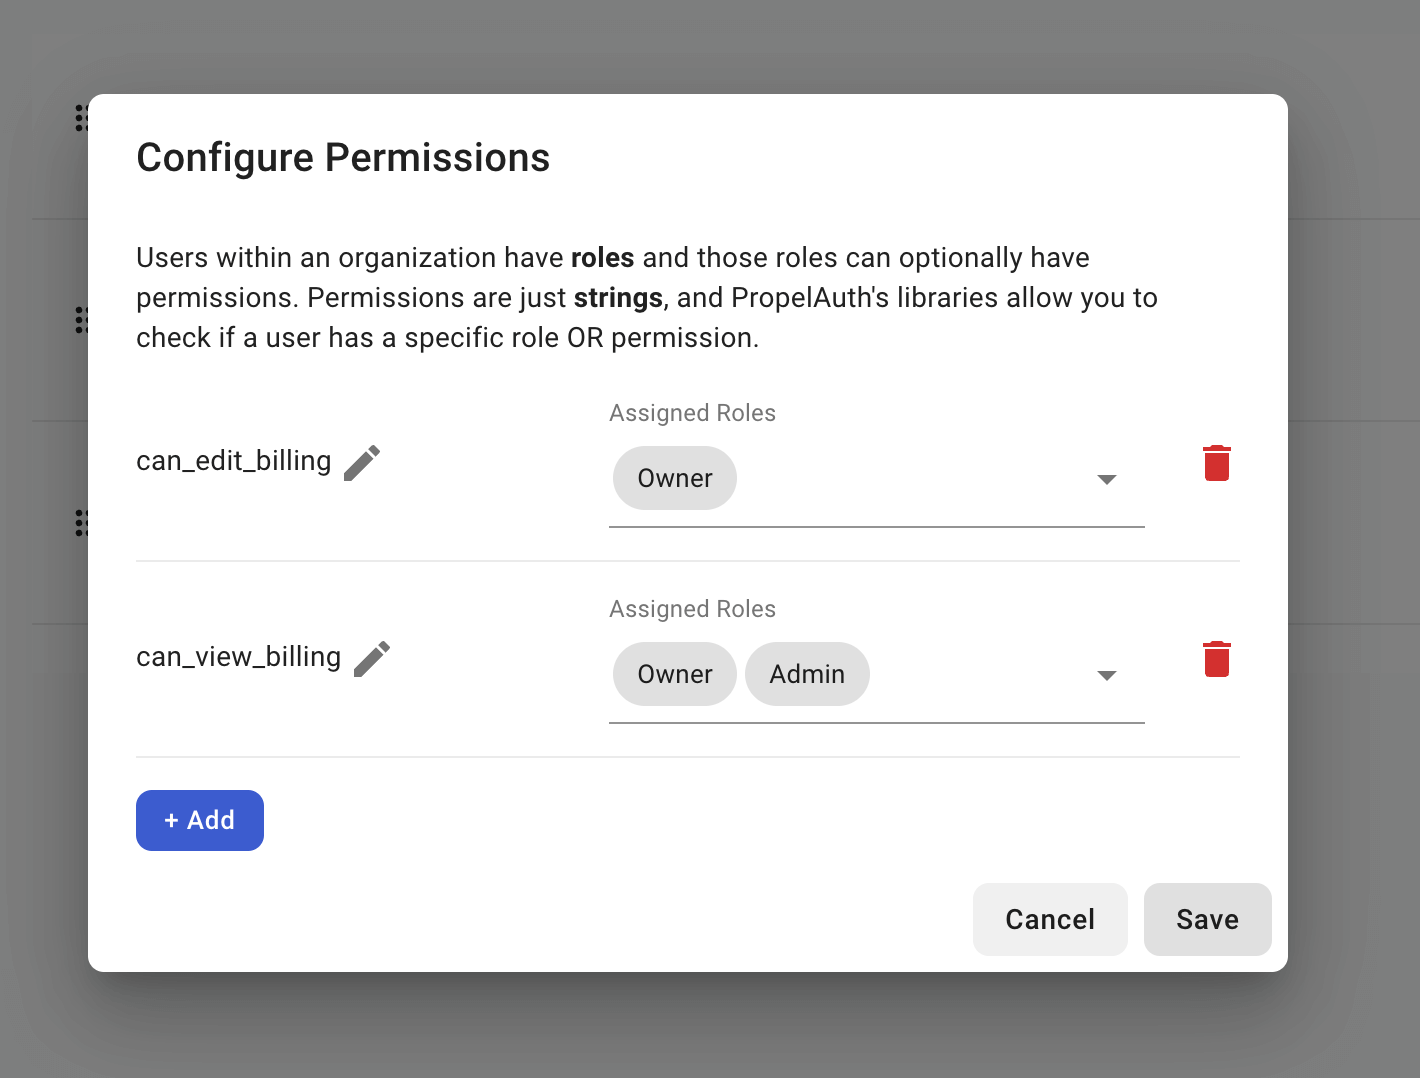 Configure Permissions
Users within an organization have roles and those roles can optionally have
permissions. Permissions are just strings, and PropelAuth's libraries allow you to
check if a user has a specific role OR permission.
Assigned Roles
can_edit_billing
Owner
Assigned Roles
can_view_billing
Owner Admin
+ Add
Cancel Save